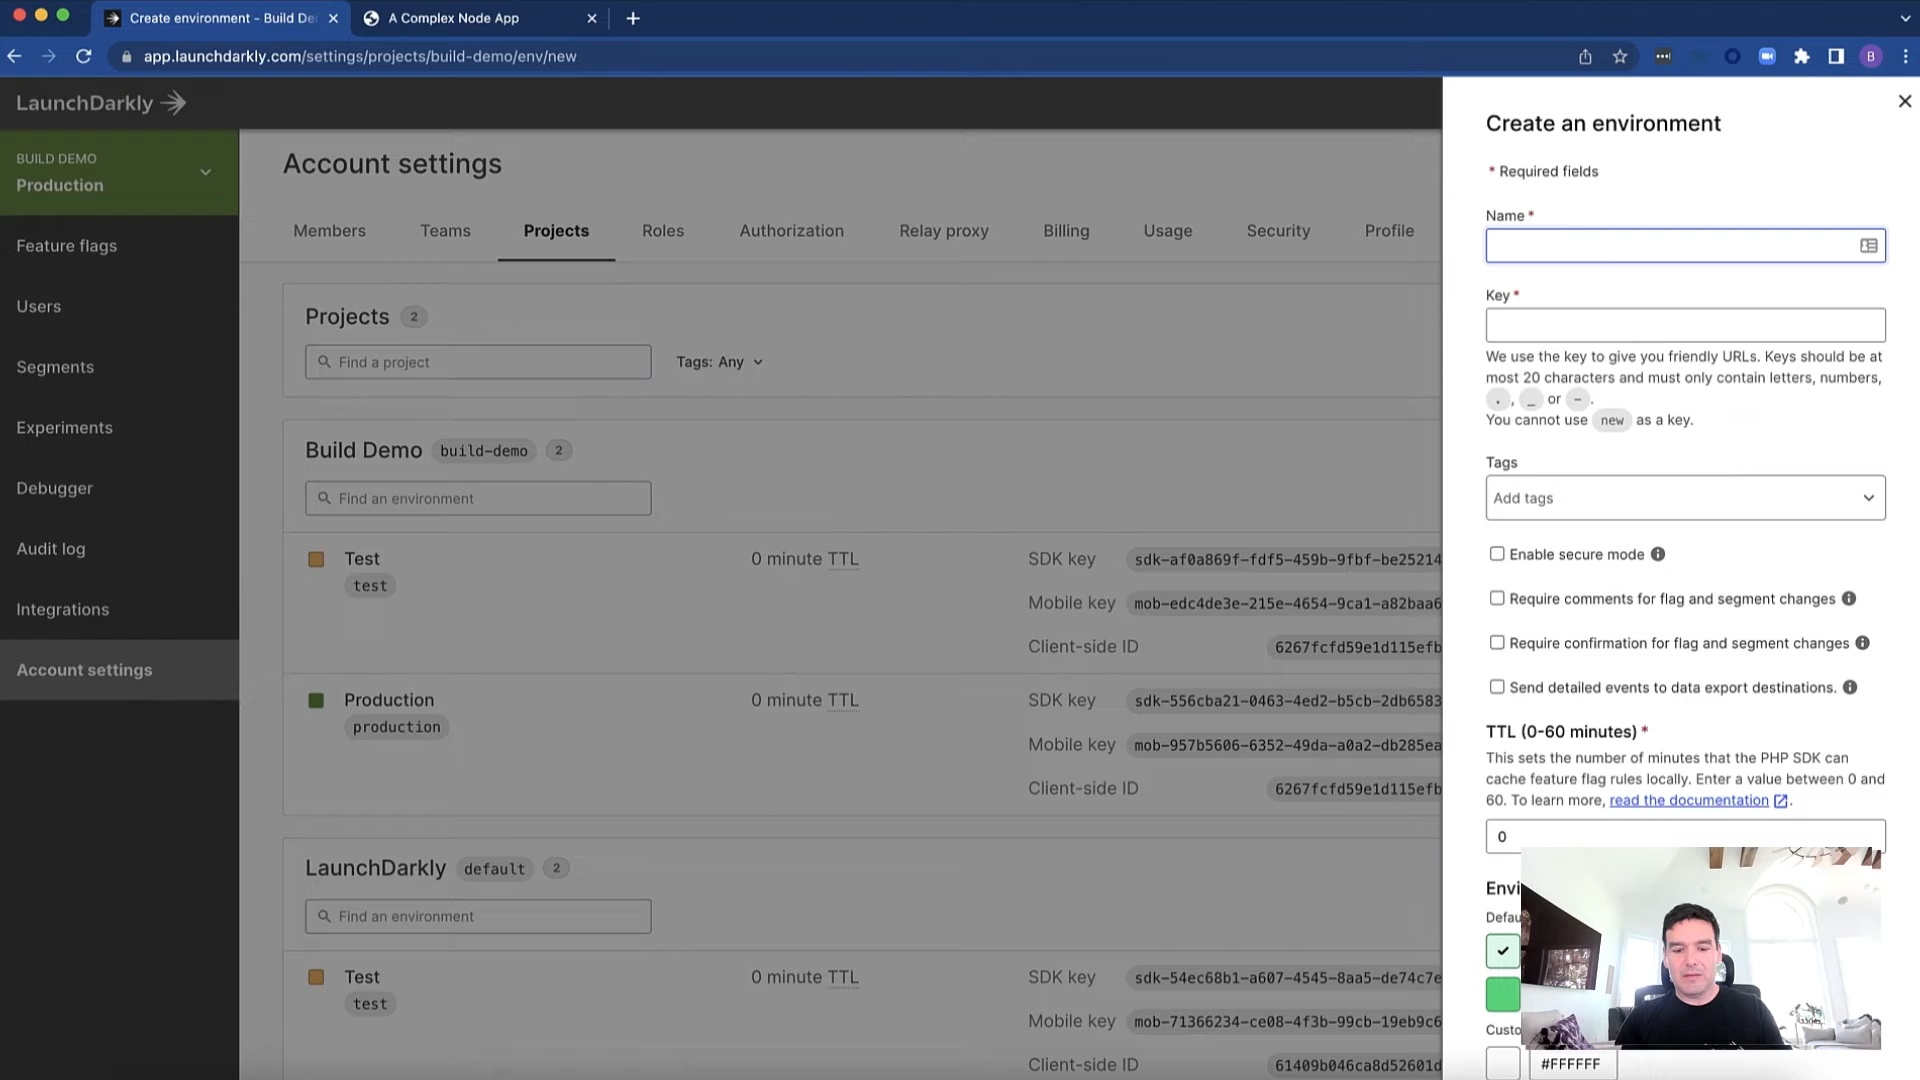 Create environment - Build De
A Complex Node App
app.launchdarkly.com/settings/projects/build-demo/env/new
B
LaunchDarkly
BUILD DEMO
Production
Feature flags
Users
Segments
Experiments
Debugger
Audit log
Integrations
Account settings
Account settings
Members
Teams
Projects
Roles
Authorization
Relay proxy
Billing
Usage
Security
Profile
Projects 2
Find a project
Tags: Any
Build Demo build-demo 2
Find an environment
Test
test
0 minute TTL
SDK key sdk-af0a869f-fdf5-459b-9fbf-be25214
Mobile key mob-edc4de3e-215e-4654-9ca1-a82baa6
Client-side ID 6267fcfd59e1d115efb
Production
production
0 minute TTL
SDK key sdk-556cba21-0463-4ed2-b5cb-2db6583
Mobile key mob-957b5606-6352-49da-a0a2-db285ea
Client-side ID 6267fcfd59e1d115efb
LaunchDarkly default 2
Find an environment
Test
test
0 minute TTL
SDK key sdk-54ec68b1-a607-4545-8aa5-de74c7e
Mobile key mob-71366234-ce08-4f3b-99cb-19eb9c6
Client-side ID 61409b046ca8d52601d
Create an environment
* Required fields
Name *
Key *
We use the key to give you friendly URLs. Keys should be at
most 20 characters and must only contain letters, numbers,
. , _ or - .
You cannot use new as a key.
Tags
Add tags
Enable secure mode
Require comments for flag and segment changes
Require confirmation for flag and segment changes
Send detailed events to data export destinations.
TTL (0-60 minutes) *
This sets the number of minutes that the PHP SDK can
cache feature flag rules locally. Enter a value between 0 and
60. To learn more, read the documentation .
0
Envi
Defau
Custo
#FFFFFF